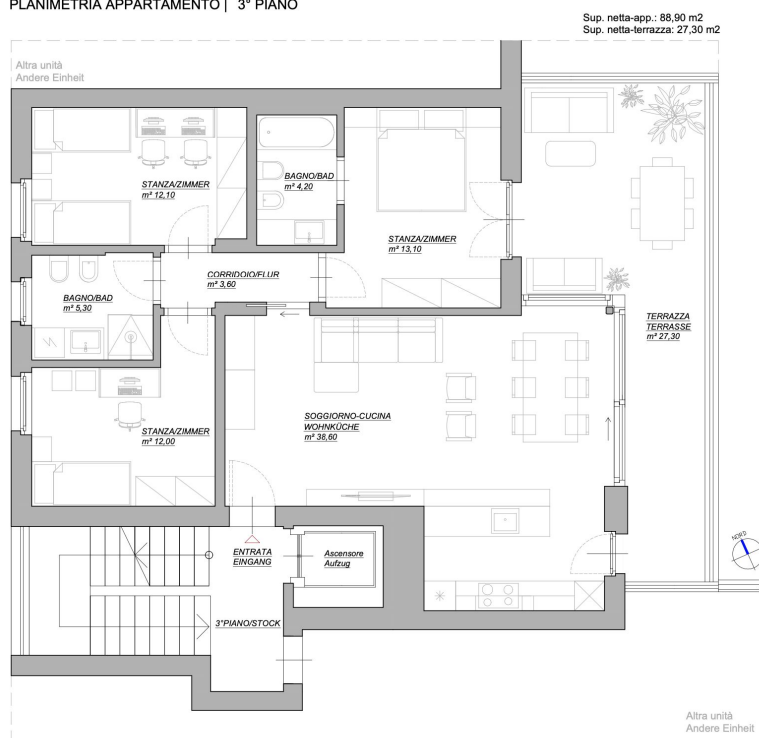 PLANIMETRIA APPARTAMENTO | 3° PIANO
Sup. netta-app.: 88,90 m2
Sup. netta-terrazza: 27,30 m2
Altra unità
Andere Einheit
STANZA/ZIMMER
m² 12,10
BAGNO/BAD
m² 4,20
STANZA/ZIMMER
m² 13,10
CORRIDOIO/FLUR
m² 3,60
BAGNO/BAD
m² 5,30
TERRAZZA
TERRASSE
m² 27,30
STANZA/ZIMMER
m² 12,00
SOGGIORNO-CUCINA
WOHNKÜCHE
m² 38,60
ENTRATA
EINGANG
Ascensore
Aufzug
NORD
3°PIANO/STOCK
Altra unità
Andere Einheit